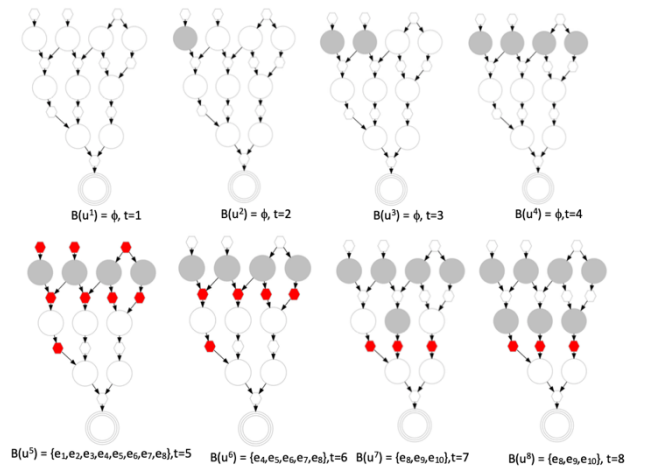 B(u¹) = ϕ, t=1
B(u²) = ϕ, t=2
B(u³) = ϕ, t=3
B(u⁴) = ϕ,t=4
B(u⁵) = {e₁,e₂,e₃,e₄,e₅,e₆,e₇,e₈},t=5
B(u⁶) = {e₄,e₅,e₆,e₇,e₈},t=6
B(u⁷) = {e₈,e₉,e₁₀},t=7
B(u⁸) = {e₈,e₉,e₁₀}, t=8